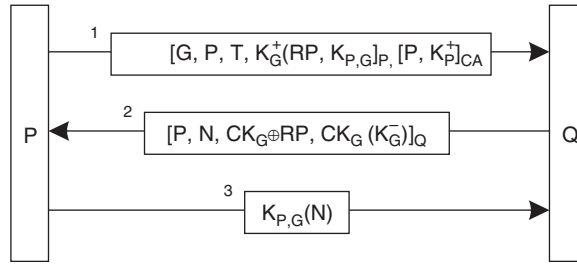 1
[G, P, T, K_G^+(RP, K_P,G]_P, [P, K_P^+]_CA
2
P
[P, N, CK_G⊕RP, CK_G (K_G^-)]_Q
Q
3
K_P,G(N)